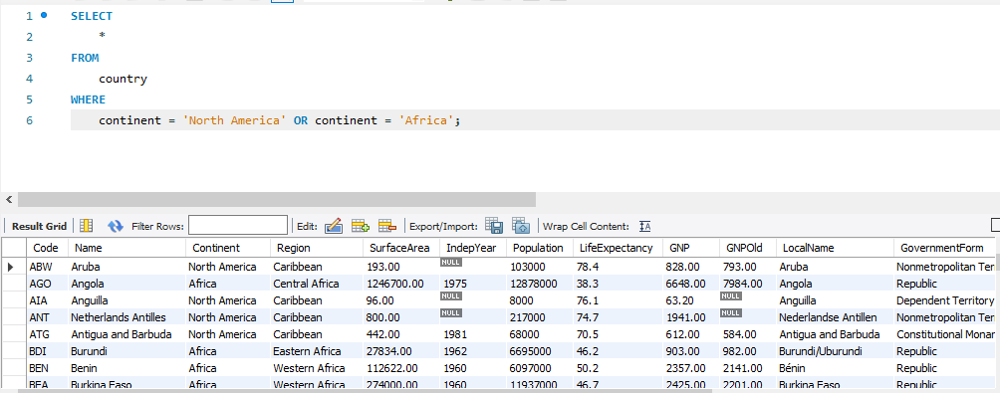 1 SELECT
2 *
3 FROM
4 country
5 WHERE
6 continent = 'North America' OR continent = 'Africa';
Result Grid Filter Rows: Edit: Export/Import: Wrap Cell Content: IA
Code Name Continent Region SurfaceArea IndepYear Population LifeExpectancy GNP GNPOld LocalName GovernmentForm
ABW Aruba North America Caribbean 193.00 NULL 103000 78.4 828.00 793.00 Aruba Nonmetropolitan Ter
AGO Angola Africa Central Africa 1246700.00 1975 12878000 38.3 6648.00 7984.00 Angola Republic
AIA Anguilla North America Caribbean 96.00 NULL 8000 76.1 63.20 NULL Anguilla Dependent Territory
ANT Netherlands Antilles North America Caribbean 800.00 NULL 217000 74.7 1941.00 NULL Nederlandse Antillen Nonmetropolitan Ter
ATG Antigua and Barbuda North America Caribbean 442.00 1981 68000 70.5 612.00 584.00 Antigua and Barbuda Constitutional Monar
BDI Burundi Africa Eastern Africa 27834.00 1962 6695000 46.2 903.00 982.00 Burundi/Uburundi Republic
BEN Benin Africa Western Africa 112622.00 1960 6097000 50.2 2357.00 2141.00 Bénin Republic
BFA Burkina Faso Africa Western Africa 274000.00 1960 11937000 46.7 2425.00 2201.00 Burkina Faso Republic